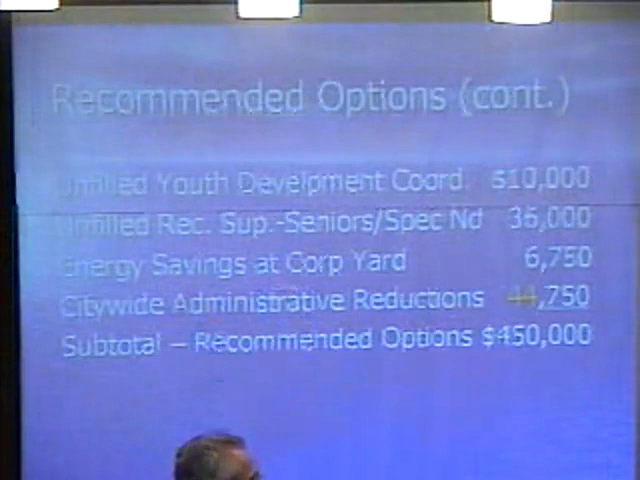 Recommended Options (cont.)
Unfilled Youth Develpment Coord. $10,000
Unfilled Rec. Sup.-Seniors/Spec Nd 36,000
Energy Savings at Corp Yard 6,750
Citywide Administrative Reductions 44,750
Subtotal – Recommended Options $450,000